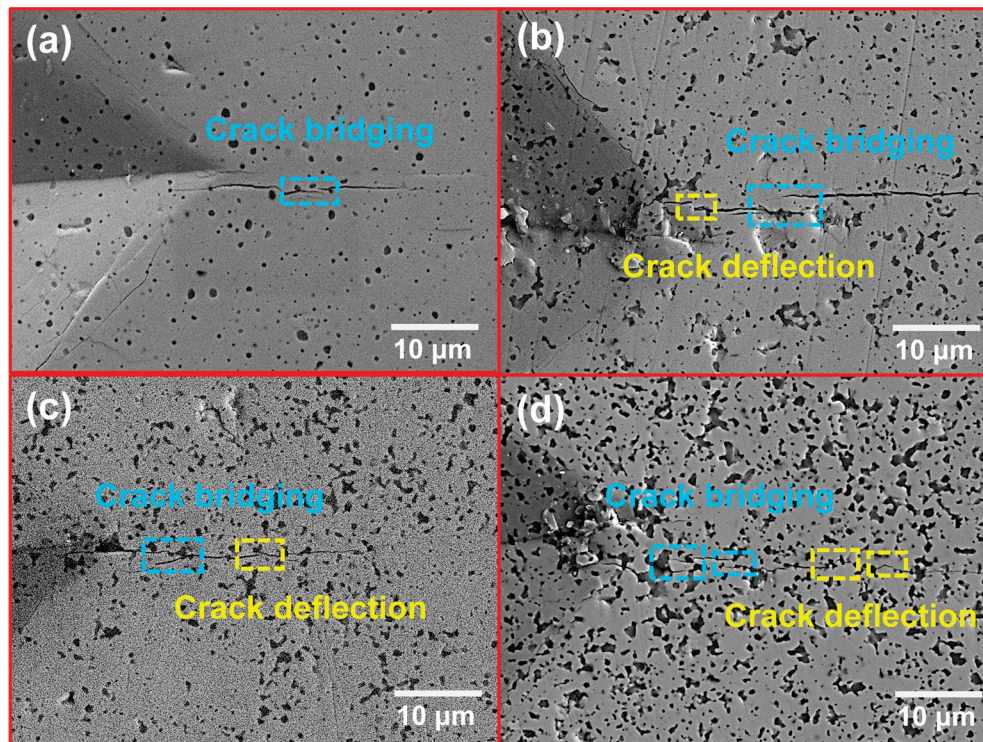 (a)
Crack bridging
10 μm
(b)
Crack bridging
Crack deflection
10 μm
(c)
Crack bridging
Crack deflection
10 μm
(d)
Crack bridging
Crack deflection
10 μm